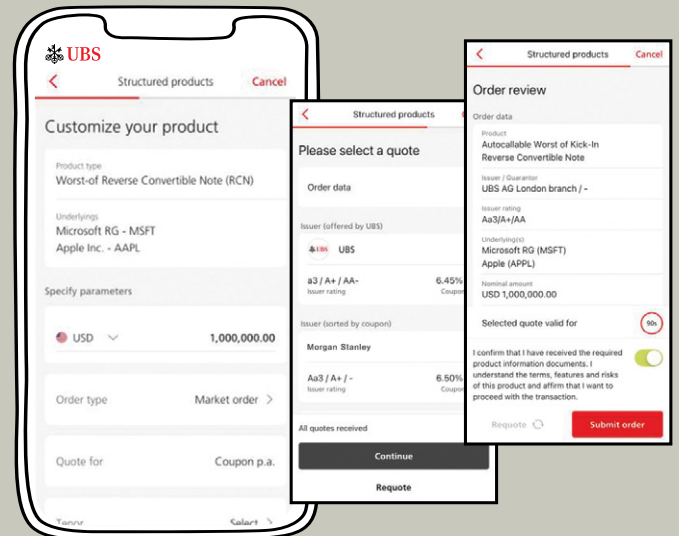 UBS
Structured products
Cancel
Customize your product
Product type
Worst-of Reverse Convertible Note (RCN)
Underlyings
Microsoft RG - MSFT
Apple Inc. - AAPL
Specify parameters
USD
1,000,000.00
Order type
Market order
Quote for
Coupon p.a.
Tenor
Select
Structured products
Please select a quote
Order data
Issuer (offered by UBS)
UBS UBS
a3 / A+ / AA-
6.45%
Issuer rating
Coupon
Issuer (sorted by coupon)
Morgan Stanley
Aa3 / A+ / -
6.50%
Issuer rating
Coupon
All quotes received
Continue
Requote
Structured products
Cancel
Order review
Order data
Product
Autocallable Worst of Kick-In
Reverse Convertible Note
Issuer / Guarantor
UBS AG London branch / -
Issuer rating
Aa3/A+/AA
Underlying(s)
Microsoft RG (MSFT)
Apple (APPL)
Nominal amount
USD 1,000,000.00
Selected quote valid for
90s
I confirm that I have received the required
product information documents. I
understand the terms, features and risks
of this product and affirm that I want to
proceed with the transaction.
Requote
Submit order